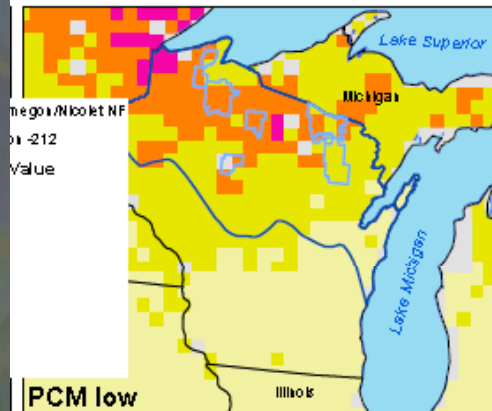 Lake Superior
Michigan
megon/Nicolet NF
-212
Value
Lake Michigan
PCM low
Illinois